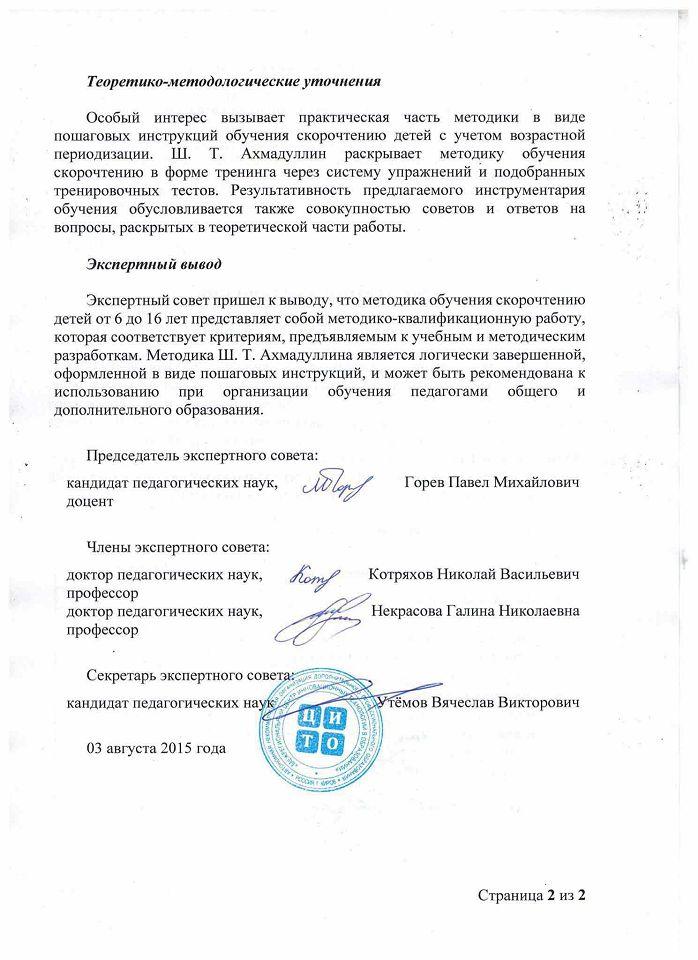 Теоретико-методологические уточнения
Особый интерес вызывает практическая часть методики в виде
пошаговых инструкций обучения скорочтению детей с учетом возрастной
периодизации. Ш. Т. Ахмадуллин раскрывает методику обучения
скорочтению в форме тренинга через систему упражнений и подобранных
тренировочных тестов. Результативность предлагаемого инструментария
обучения обусловливается также совокупностью советов и ответов на
вопросы, раскрытых в теоретической части работы.
Экспертный вывод
Экспертный совет пришел к выводу, что методика обучения скорочтению
детей от 6 до 16 лет представляет собой методико-квалификационную работу,
которая соответствует критериям, предъявляемым к учебным и методическим
разработкам. Методика Ш. Т. Ахмадуллина является логически завершенной,
оформленной в виде пошаговых инструкций, и может быть рекомендована к
использованию при организации обучения педагогами общего и
дополнительного образования.
Председатель экспертного совета:
кандидат педагогических наук, Горев Павел Михайлович
доцент
Члены экспертного совета:
доктор педагогических наук, Котряхов Николай Васильевич
профессор
доктор педагогических наук, Некрасова Галина Николаевна
профессор
Секретарь экспертного совета:
кандидат педагогических наук Утёмов Вячеслав Викторович
ЦИ
ТО
03 августа 2015 года
Страница 2 из 2